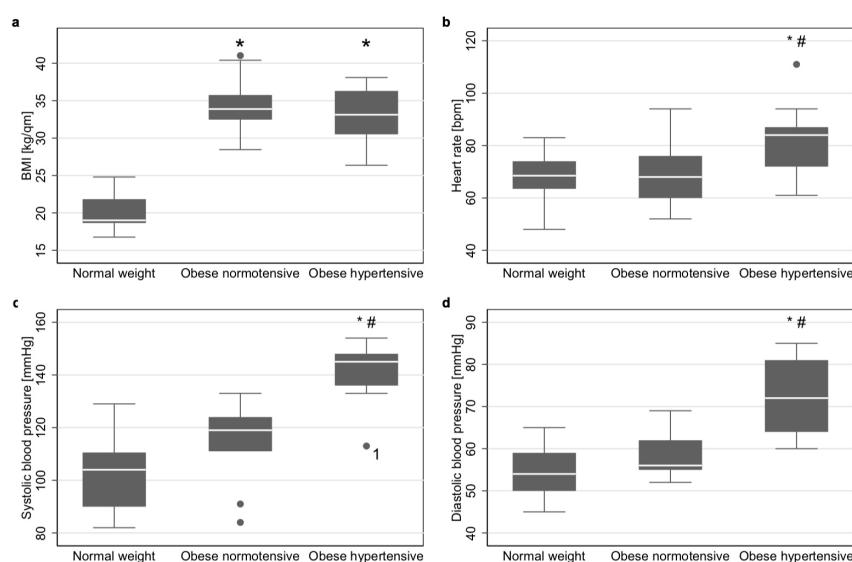 a
BMI [kg/qm]
40
35
30
25
20
15
*
*
Normal weight
Obese normotensive
Obese hypertensive
b
Heart rate [bpm]
120
100
80
60
40
* #
Normal weight
Obese normotensive
Obese hypertensive
c
Systolic blood pressure [mmHg]
160
140
120
100
80
* #
1
Normal weight
Obese normotensive
Obese hypertensive
d
Diastolic blood pressure [mmHg]
90
80
70
60
50
40
* #
Normal weight
Obese normotensive
Obese hypertensive